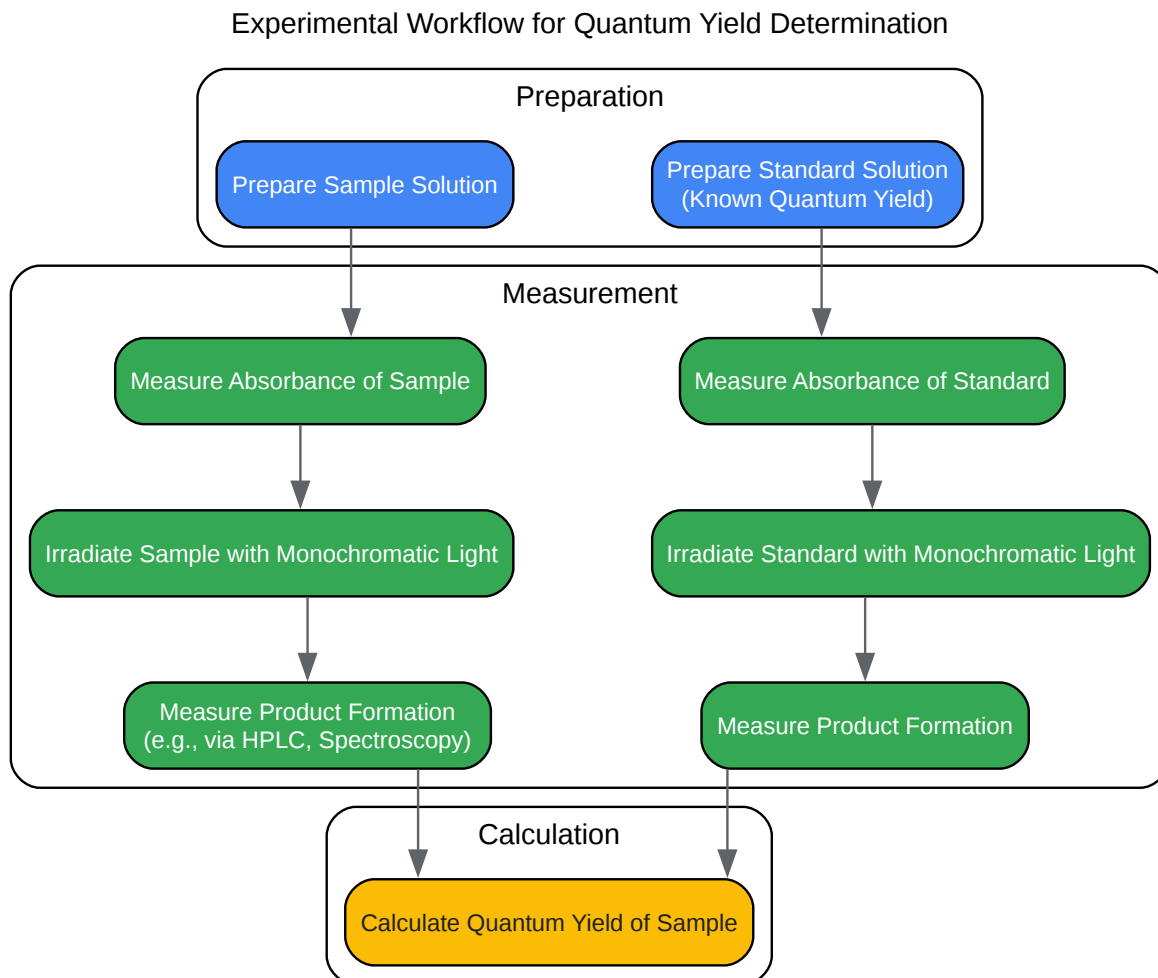 Experimental Workflow for Quantum Yield Determination
Preparation
Prepare Sample Solution
Prepare Standard Solution
(Known Quantum Yield)
Measurement
Measure Absorbance of Sample
Measure Absorbance of Standard
Irradiate Sample with Monochromatic Light
Irradiate Standard with Monochromatic Light
Measure Product Formation
(e.g., via HPLC, Spectroscopy)
Measure Product Formation
Calculation
Calculate Quantum Yield of Sample